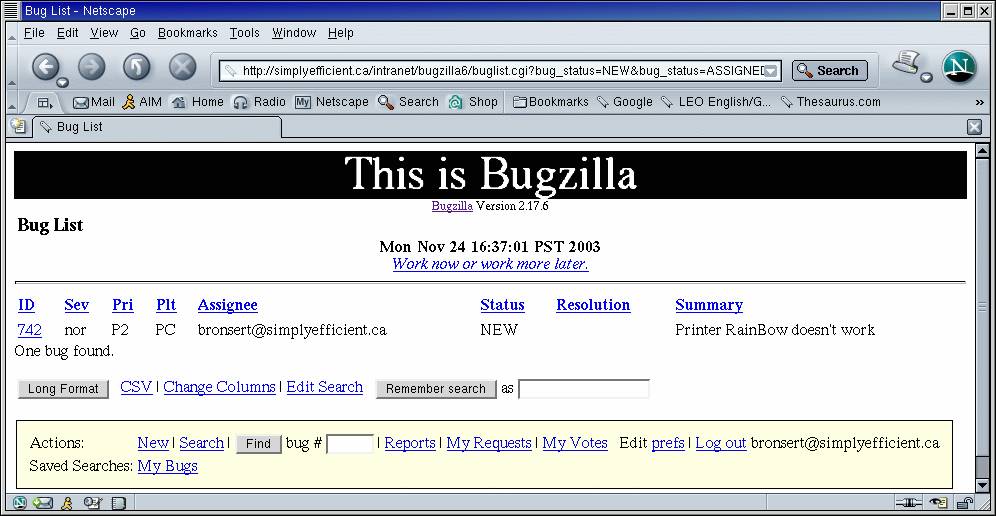 Bug List - Netscape
File Edit View Go Bookmarks Tools Window Help
http://simplyefficient.ca/intranet/bugzilla6/buglist.cgi?bug_status=NEW&bug_status=ASSIGNED Search N
Mail AIM Home Radio My Netscape Search Shop Bookmarks Google LEO English/G... Thesaurus.com »
Bug List
This is Bugzilla
Bugzilla Version 2.17.6
Bug List
Mon Nov 24 16:37:01 PST 2003
Work now or work more later.
ID Sev Pri Plt Assignee Status Resolution Summary
742 nor P2 PC bronsert@simplyefficient.ca NEW Printer RainBow doesn't work
One bug found.
Long Format CSV | Change Columns | Edit Search Remember search as
Actions: New | Search | Find bug # | Reports | My Requests | My Votes Edit prefs | Log out bronsert@simplyefficient.ca
Saved Searches: My Bugs